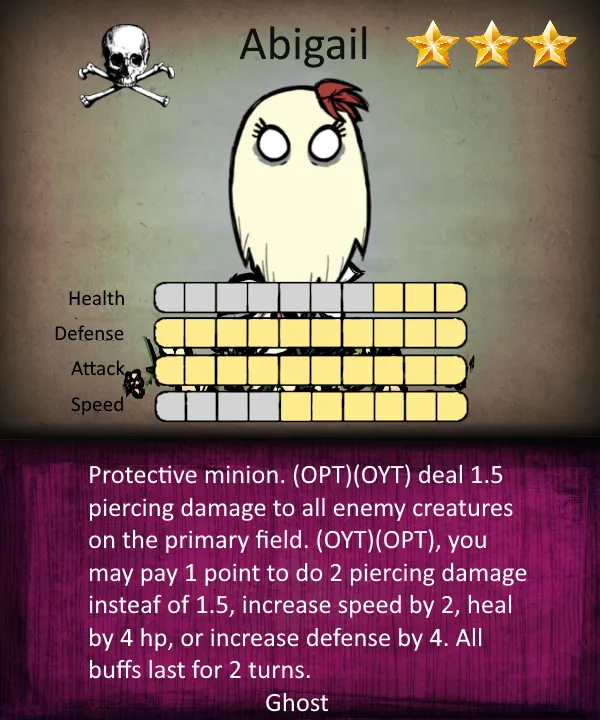 Abigail
Health
Defense
Attack
Speed
Protective minion. (OPT)(OYT) deal 1.5
piercing damage to all enemy creatures
on the primary field. (OYT)(OPT), you
may pay 1 point to do 2 piercing damage
insteaf of 1.5, increase speed by 2, heal
by 4 hp, or increase defense by 4. All
buffs last for 2 turns.
Ghost